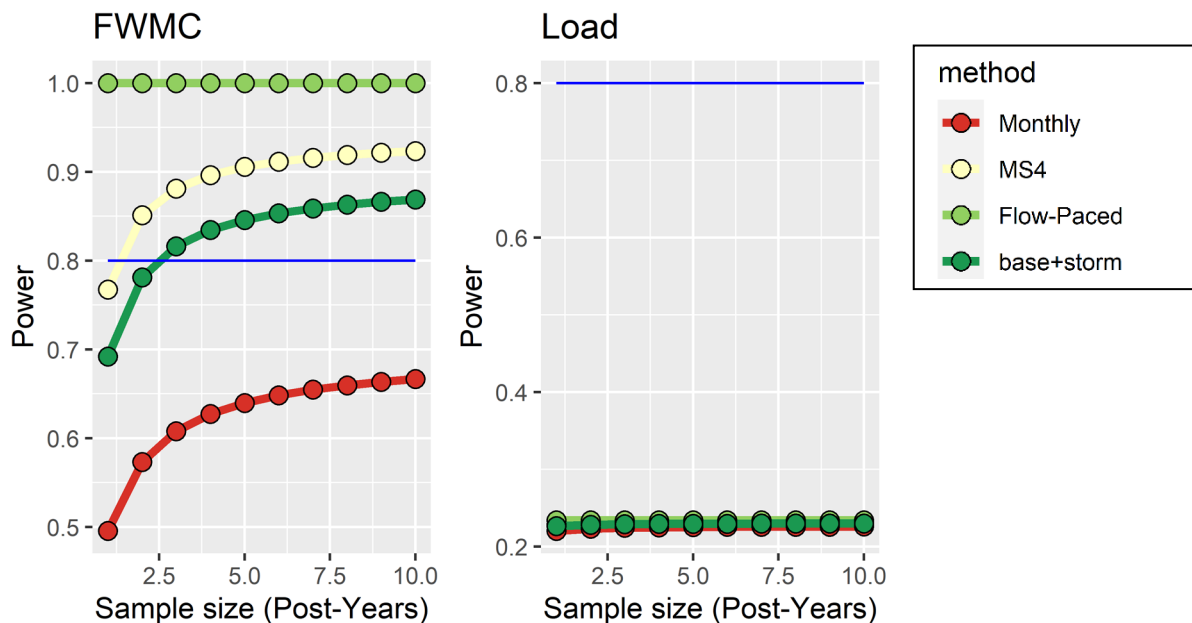 FWMC
Load
1.0
0.9
0.8
0.7
0.6
0.5
Power
2.5
5.0
7.5
10.0
Sample size (Post-Years)
0.8
0.6
0.4
0.2
Power
2.5
5.0
7.5
10.0
Sample size (Post-Years)
method
Monthly
MS4
Flow-Paced
base+storm